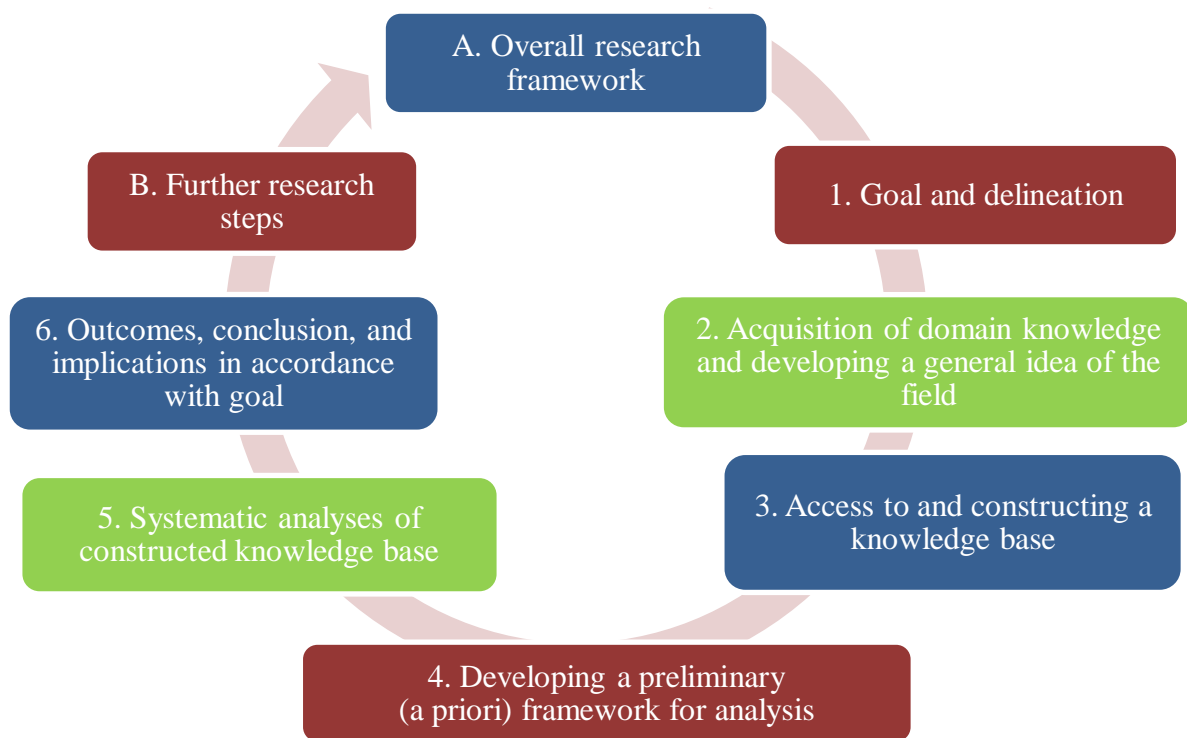 A. Overall research
framework
1. Goal and delineation
2. Acquisition of domain knowledge
and developing a general idea of the
field
3. Access to and constructing a
knowledge base
4. Developing a preliminary
(a priori) framework for analysis
5. Systematic analyses of
constructed knowledge base
6. Outcomes, conclusion, and
implications in accordance
with goal
B. Further research
steps